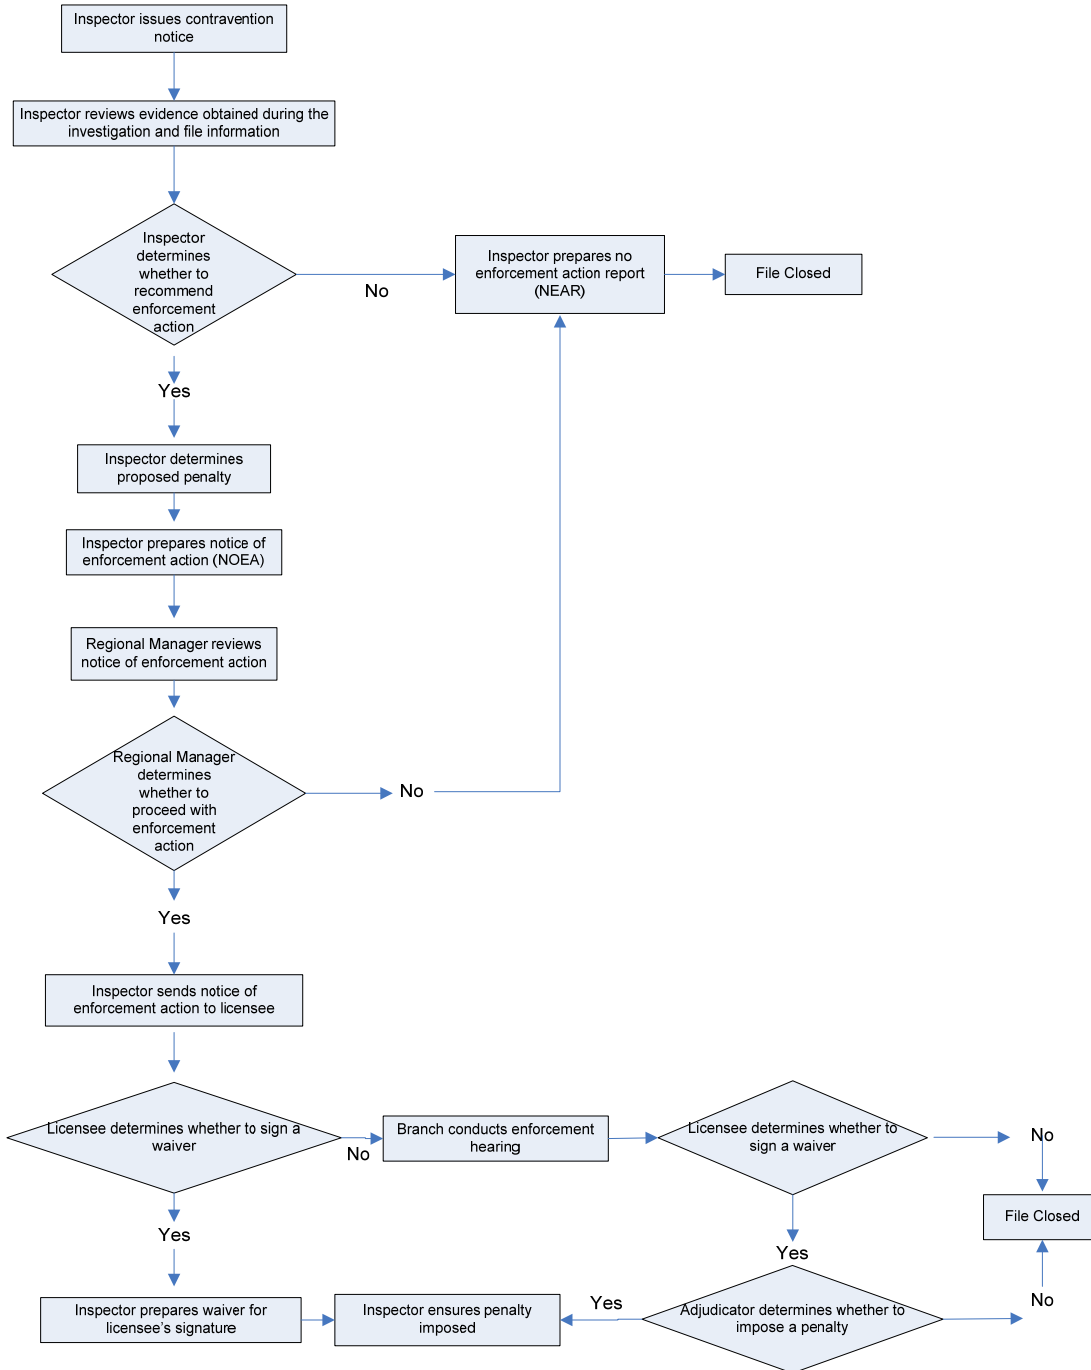 Inspector issues contravention
notice
Inspector reviews evidence obtained during the
investigation and file information
Inspector
determines
whether to
recommend
enforcement
action
No
Inspector prepares no
enforcement action report
(NEAR)
File Closed
Yes
Inspector determines
proposed penalty
Inspector prepares notice of
enforcement action (NOEA)
Regional Manager reviews
notice of enforcement action
Regional Manager
determines
whether to
proceed with
enforcement
action
No
Yes
Inspector sends notice of
enforcement action to licensee
Licensee determines whether to sign a
waiver
No
Branch conducts enforcement
hearing
Licensee determines whether to
sign a waiver
No
File Closed
Yes
Yes
Inspector prepares waiver for
licensee's signature
Inspector ensures penalty
imposed
Yes
Adjudicator determines whether to
impose a penalty
No